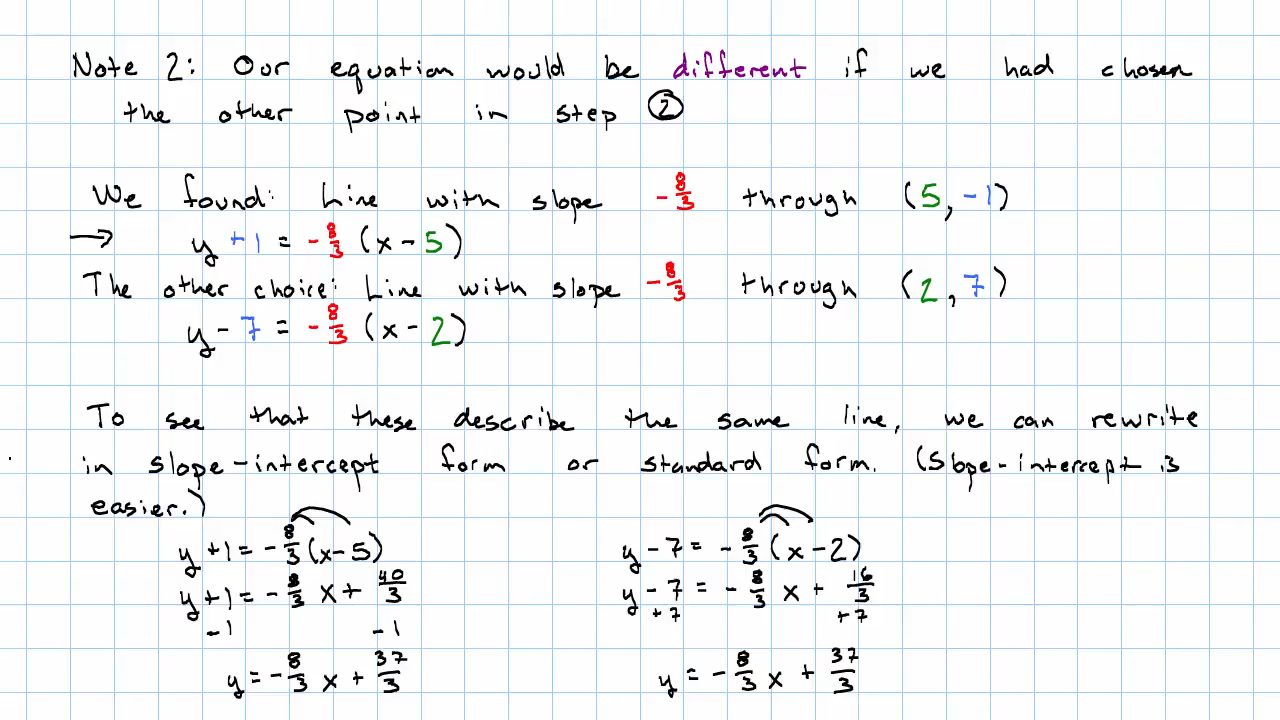 Note 2: Our equation would be different if we had chosen
the other point in step ②
We found: Line with slope -8/3 through (5, -1)
→ y +1 = -8/3 (x - 5)
The other choice: Line with slope -8/3 through (2, 7)
y - 7 = -8/3 (x - 2)
To see that these describe the same line, we can rewrite
in slope-intercept form or standard form. (Slope-intercept is
easier.)
y + 1 = -8/3 (x - 5)
y + 1 = -8/3 x + 40/3
-1 -1
y = -8/3 x + 37/3
y - 7 = -8/3 (x - 2)
y - 7 = -8/3 x + 16/3
+7 +7
y = -8/3 x + 37/3